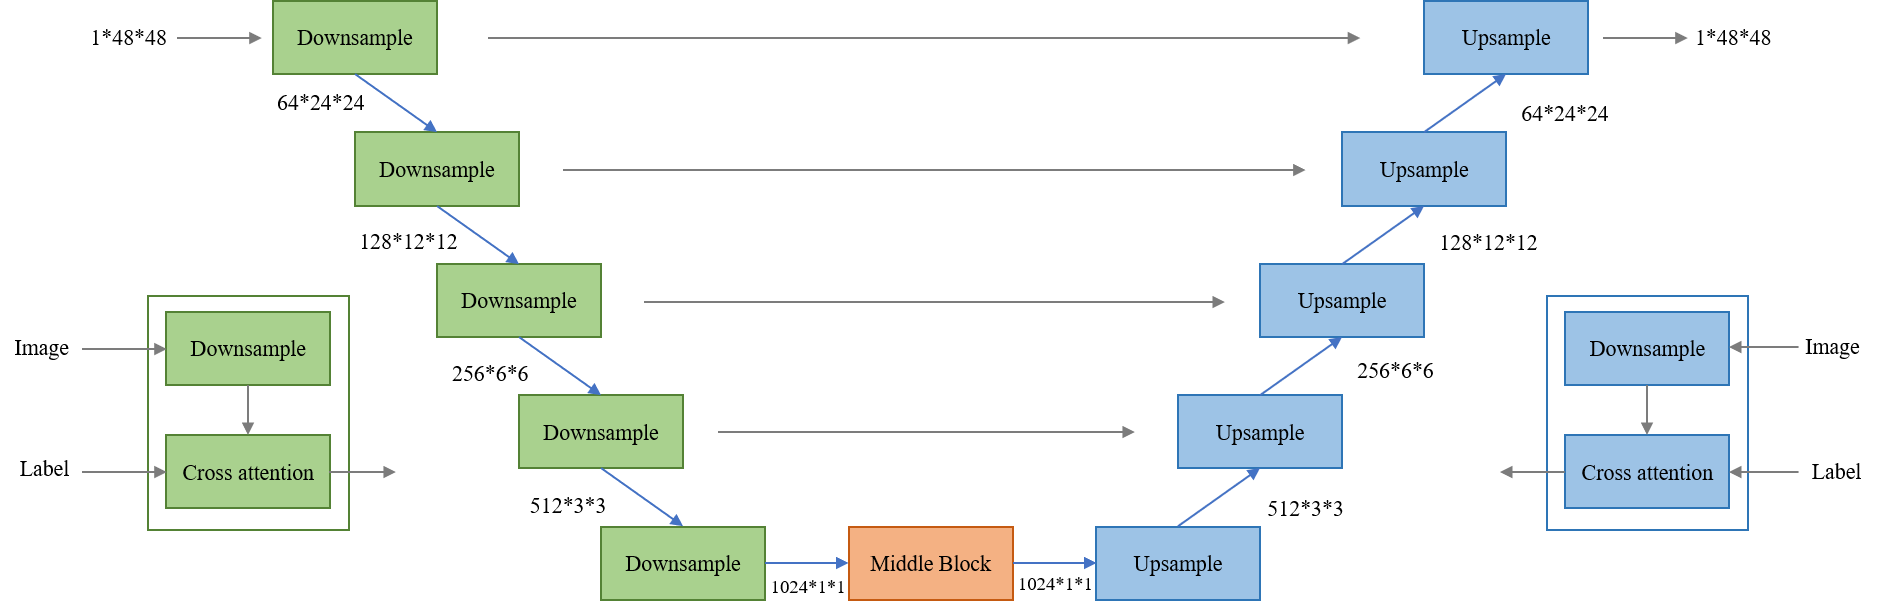 1*48*48
Downsample
Upsample
1*48*48
64*24*24
64*24*24
Downsample
Upsample
128*12*12
128*12*12
Downsample
Upsample
Image
Downsample
256*6*6
256*6*6
Downsample
Image
Downsample
Upsample
Label
Cross attention
512*3*3
512*3*3
Cross attention
Label
Downsample
1024*1*1
Middle Block
1024*1*1
Upsample